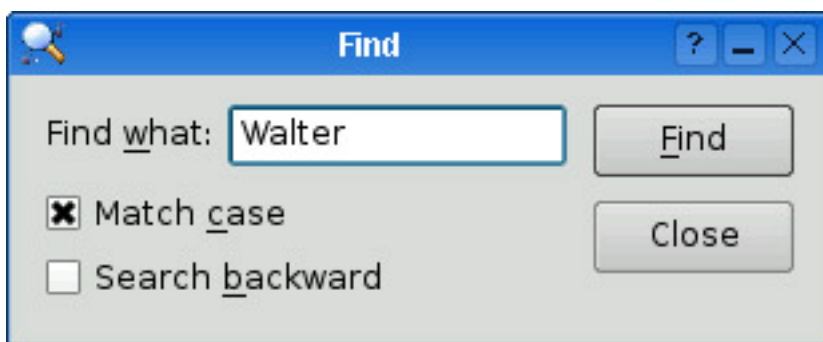 Find
Find what: Walter
Find
Match case
Close
Search backward